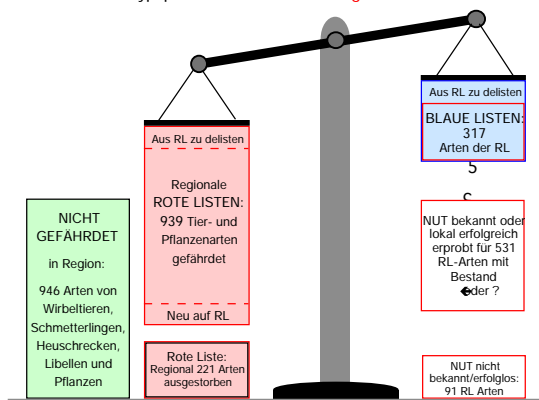 NICHT
GEFÄHRDET
in Region:
946 Arten von
Wirbeltieren,
Schmetterlingen,
Heuschrecken,
Libellen und
Pflanzen
Aus RL zu delisten
Regionale
ROTE LISTEN:
939 Tier- und
Pflanzenarten
gefährdet
Neu auf RL
Rote Liste:
Regional 221 Arten
ausgestorben
Aus RL zu delisten
BLAUE LISTEN:
317
Arten der RL
5
NUT bekannt oder
lokal erfolgreich
erprobt für 531
RL-Arten mit
Bestand
oder ?
NUT nicht
bekannt/erfolglos:
91 RL Arten